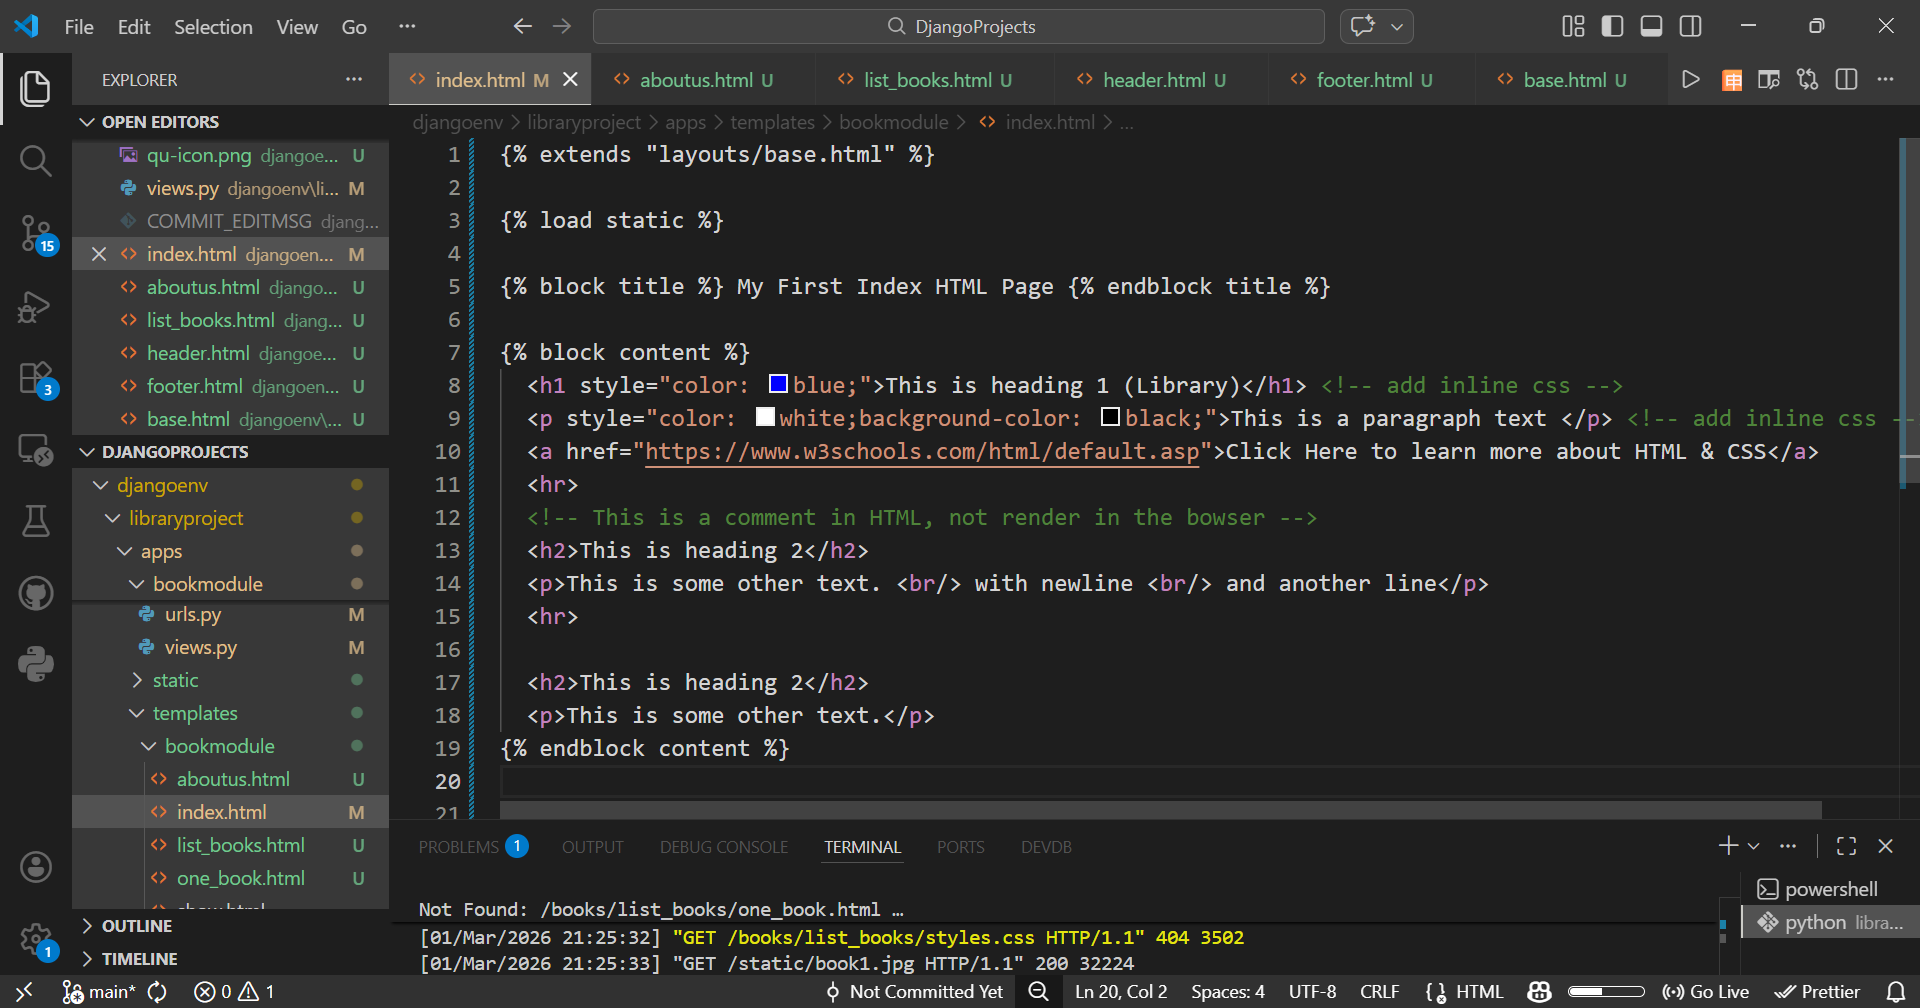 File Edit Selection View Go ··· DjangoProjects
EXPLORER ···
OPEN EDITORS
qu-icon.png djangoe... U
views.py djangoenv\li... M
COMMIT_EDITMSG djang...
index.html djangoen... M
aboutus.html django... U
list_books.html djang... U
header.html djangoe... U
footer.html djangoen... U
base.html djangoenv\... U
DJANGOPROJECTS
djangoenv
libraryproject
apps
bookmodule
urls.py M
views.py M
static
templates
bookmodule
aboutus.html U
index.html M
list_books.html U
one_book.html U
OUTLINE
TIMELINE
15
3
1
index.html M aboutus.html U list_books.html U header.html U footer.html U base.html U
djangoenv > libraryproject > apps > templates > bookmodule > index.html > ...
1 {% extends "layouts/base.html" %}
2
3 {% load static %}
4
5 {% block title %} My First Index HTML Page {% endblock title %}
6
7 {% block content %}
8 <h1 style="color: blue;">This is heading 1 (Library)</h1> <!-- add inline css -->
9 <p style="color: white;background-color: black;">This is a paragraph text </p> <!-- add inline css --
10 <a href="https://www.w3schools.com/html/default.asp">Click Here to learn more about HTML & CSS</a>
11 <hr>
12 <!-- This is a comment in HTML, not render in the bowser -->
13 <h2>This is heading 2</h2>
14 <p>This is some other text. <br/> with newline <br/> and another line</p>
15 <hr>
16
17 <h2>This is heading 2</h2>
18 <p>This is some other text.</p>
19 {% endblock content %}
20
21
PROBLEMS 1 OUTPUT DEBUG CONSOLE TERMINAL PORTS DEVDB
Not Found: /books/list_books/one_book.html …
[01/Mar/2026 21:25:32] "GET /books/list_books/styles.css HTTP/1.1" 404 3502
[01/Mar/2026 21:25:33] "GET /static/book1.jpg HTTP/1.1" 200 32224
powershell
python libra...
main* 0 1 Not Committed Yet Ln 20, Col 2 Spaces: 4 UTF-8 CRLF HTML Go Live Prettier